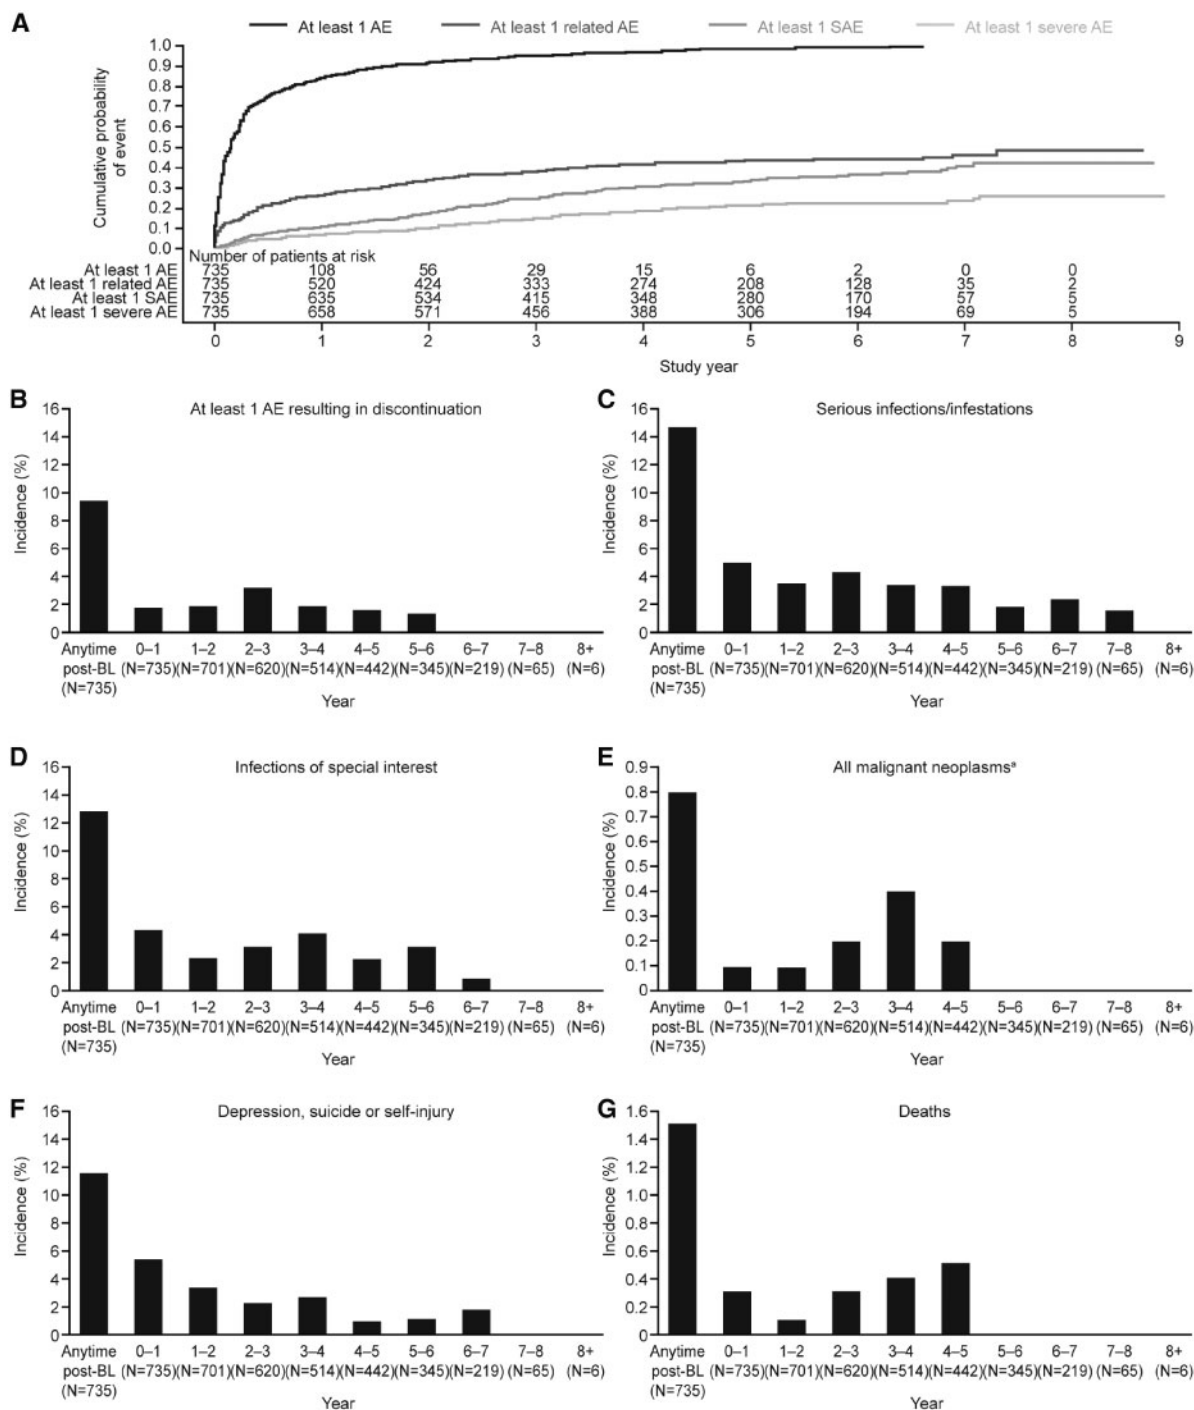 A
At least 1 AE At least 1 related AE At least 1 SAE At least 1 severe AE
Cumulative probability
of event
1.0
0.9
0.8
0.7
0.6
0.5
0.4
0.3
0.2
0.1
0.0
Number of patients at risk
At least 1 AE 735 108 56 29 15 6 2 0 0
At least 1 related AE 735 520 424 333 274 208 128 35 2
At least 1 SAE 735 635 534 415 348 280 170 57 5
At least 1 severe AE 735 658 571 456 388 306 194 69 5
0 1 2 3 4 5 6 7 8 9
Study year
B
At least 1 AE resulting in discontinuation
Incidence (%)
16
14
12
10
8
6
4
2
0
Anytime 0–1 1–2 2–3 3–4 4–5 5–6 6–7 7–8 8+
post-BL (N=735) (N=701) (N=620) (N=514) (N=442) (N=345) (N=219) (N=65) (N=6)
(N=735)
Year
C
Serious infections/infestations
Incidence (%)
16
14
12
10
8
6
4
2
0
Anytime 0–1 1–2 2–3 3–4 4–5 5–6 6–7 7–8 8+
post-BL (N=735) (N=701) (N=620) (N=514) (N=442) (N=345) (N=219) (N=65) (N=6)
(N=735)
Year
D
Infections of special interest
Incidence (%)
16
14
12
10
8
6
4
2
0
Anytime 0–1 1–2 2–3 3–4 4–5 5–6 6–7 7–8 8+
post-BL (N=735) (N=701) (N=620) (N=514) (N=442) (N=345) (N=219) (N=65) (N=6)
(N=735)
Year
E
All malignant neoplasmsª
Incidence (%)
0.9
0.8
0.7
0.6
0.5
0.4
0.3
0.2
0.1
0
Anytime 0–1 1–2 2–3 3–4 4–5 5–6 6–7 7–8 8+
post-BL (N=735) (N=701) (N=620) (N=514) (N=442) (N=345) (N=219) (N=65) (N=6)
(N=735)
Year
F
Depression, suicide or self-injury
Incidence (%)
16
14
12
10
8
6
4
2
0
Anytime 0–1 1–2 2–3 3–4 4–5 5–6 6–7 7–8 8+
post-BL (N=735) (N=701) (N=620) (N=514) (N=442) (N=345) (N=219) (N=65) (N=6)
(N=735)
Year
G
Deaths
Incidence (%)
1.6
1.4
1.2
1.0
0.8
0.6
0.4
0.2
0
Anytime 0–1 1–2 2–3 3–4 4–5 5–6 6–7 7–8 8+
post-BL (N=735) (N=701) (N=620) (N=514) (N=442) (N=345) (N=219) (N=65) (N=6)
(N=735)
Year